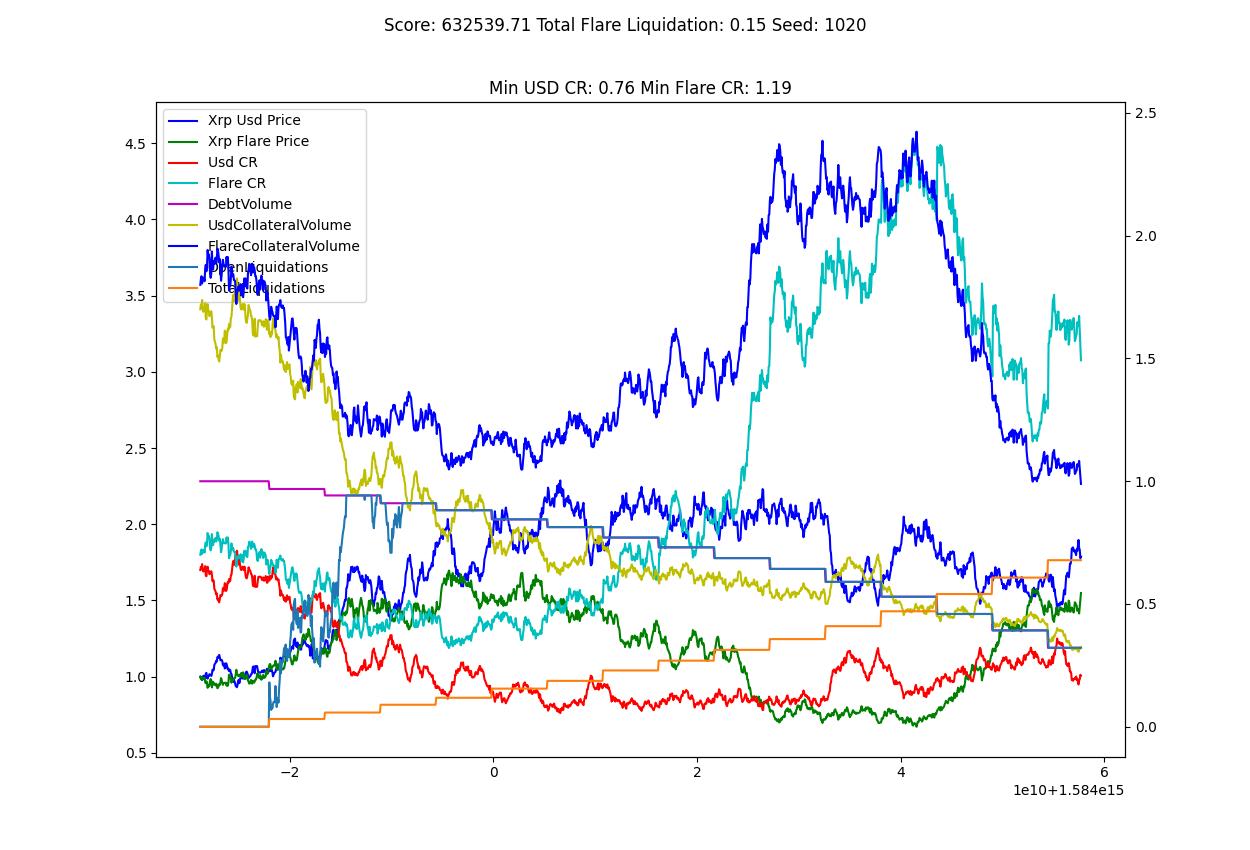 Score: 632539.71 Total Flare Liquidation: 0.15 Seed: 1020
Min USD CR: 0.76 Min Flare CR: 1.19
Xrp Usd Price
Xrp Flare Price
Usd CR
Flare CR
DebtVolume
UsdCollateralVolume
FlareCollateralVolume
OpenLiquidations
TotalLiquidations
4.5
4.0
3.5
3.0
2.5
2.0
1.5
1.0
0.5
2.5
2.0
1.5
1.0
0.5
0.0
−2
0
2
4
6
1e10+1.584e15